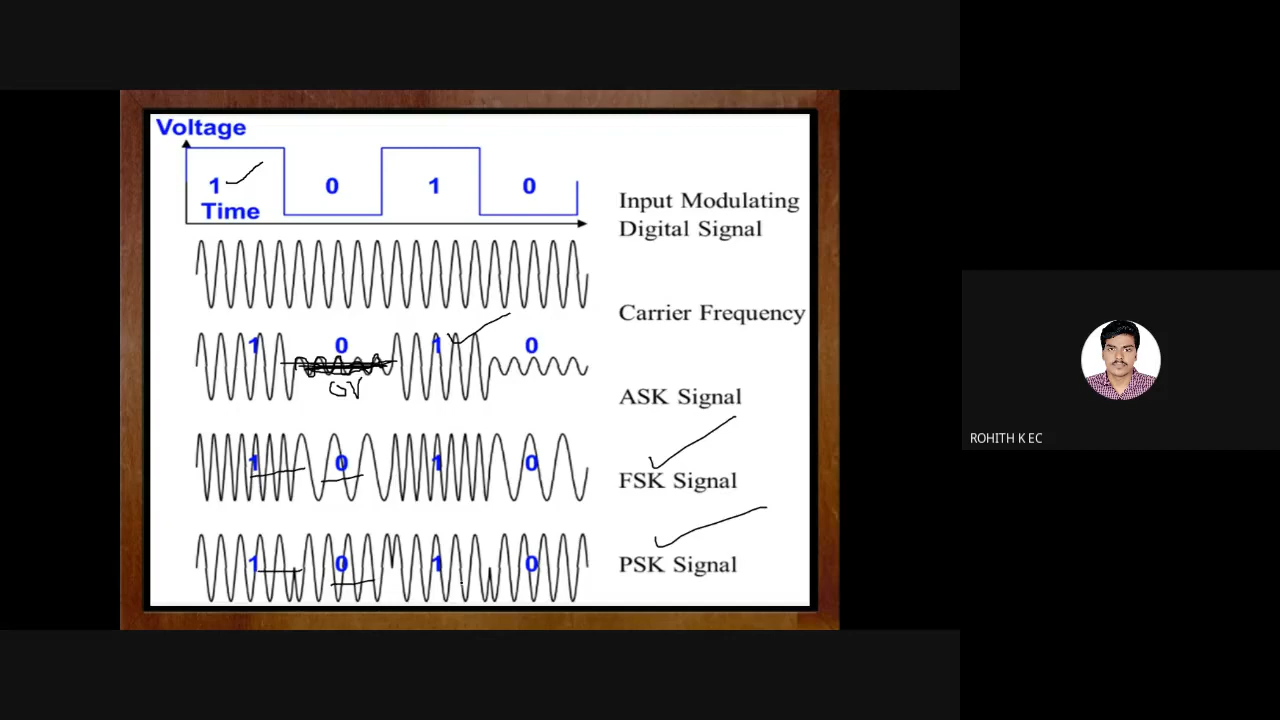 Voltage
1 0 1 0
Time
Input Modulating
Digital Signal
Carrier Frequency
1 0 1 0
0V
ASK Signal
1 0 1 0
FSK Signal
1 0 1 0
PSK Signal
ROHITH K EC